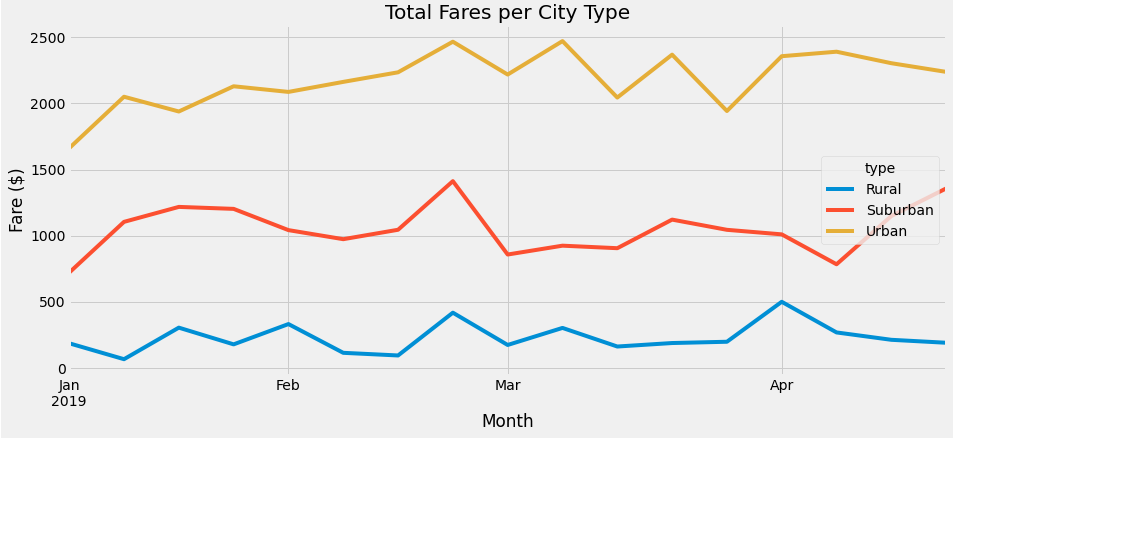 Total Fares per City Type
Fare ($)
2500
2000
1500
1000
500
0
type
Rural
Suburban
Urban
Jan
2019
Feb
Mar
Apr
Month